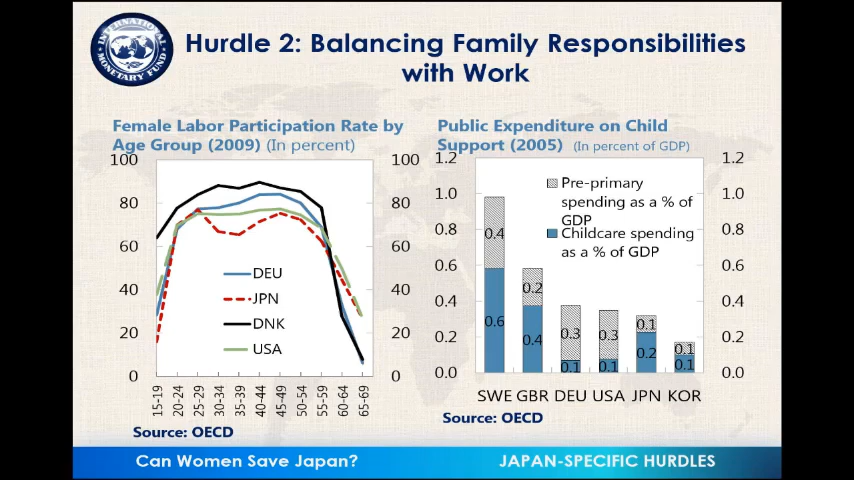 INTERNATIONAL
MONETARY FUND
Hurdle 2: Balancing Family Responsibilities
with Work
Female Labor Participation Rate by
Age Group (2009) (In percent)
100
80
60
40
20
0
100
80
60
40
20
0
DEU
JPN
DNK
USA
15-19
20-24
25-29
30-34
35-39
40-44
45-49
50-54
55-59
60-64
65-69
Source: OECD
Public Expenditure on Child
Support (2005) (In percent of GDP)
1.2
1.0
0.8
0.6
0.4
0.2
0.0
1.2
1.0
0.8
0.6
0.4
0.2
0.0
Pre-primary
spending as a % of
GDP
Childcare spending
as a % of GDP
0.4
0.6
0.2
0.4
0.3
0.1
0.3
0.1
0.1
0.2
0.1
0.1
SWE GBR DEU USA JPN KOR
Source: OECD
Can Women Save Japan?
JAPAN-SPECIFIC HURDLES